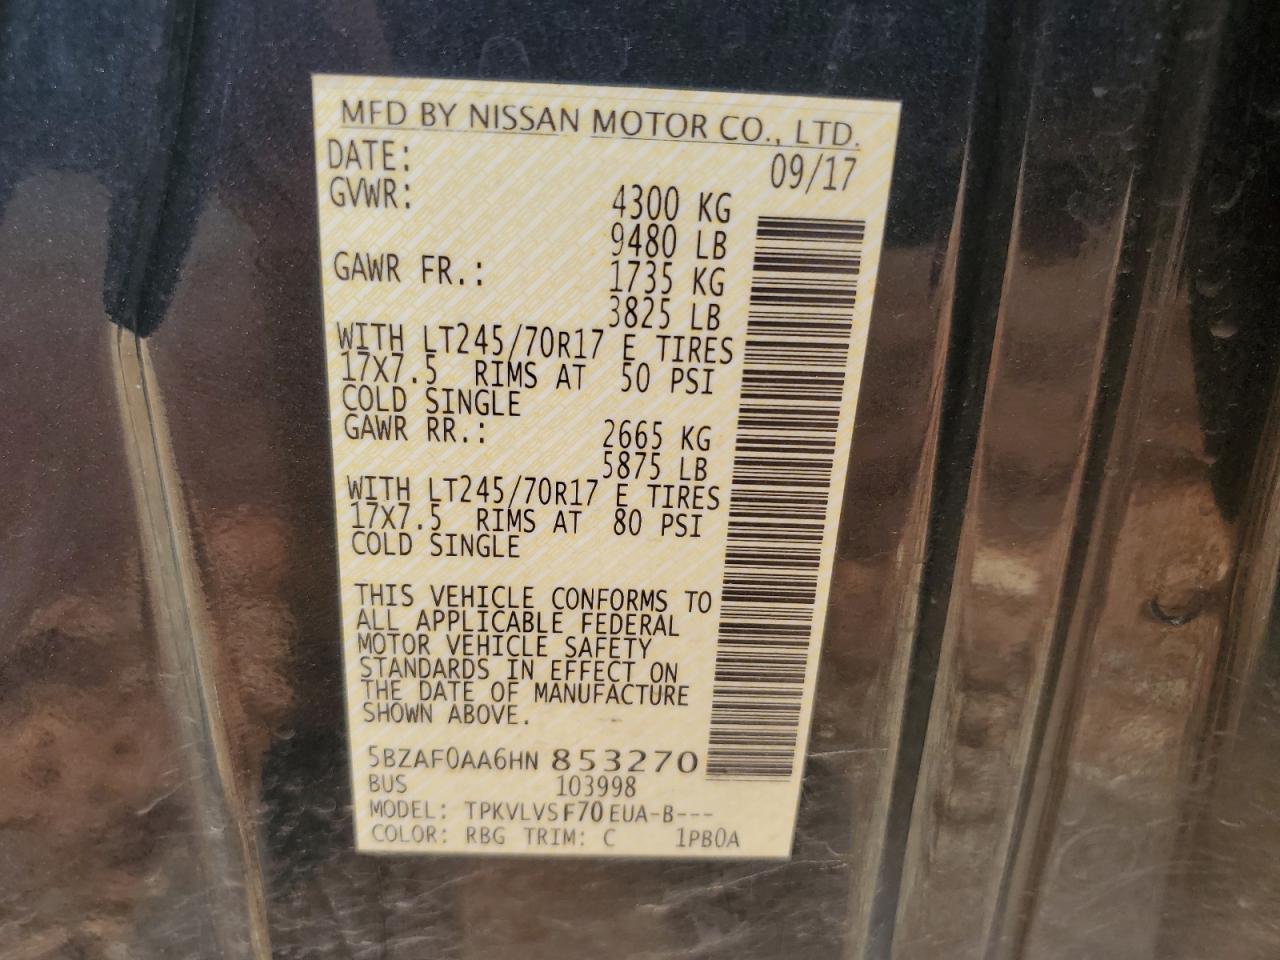 MFD BY NISSAN MOTOR CO., LTD.
DATE: 09/17
GVWR: 4300 KG
9480 LB
GAWR FR.: 1735 KG
3825 LB
WITH LT245/70R17 E TIRES
17X7.5 RIMS AT 50 PSI
COLD SINGLE
GAWR RR.: 2665 KG
5875 LB
WITH LT245/70R17 E TIRES
17X7.5 RIMS AT 80 PSI
COLD SINGLE
THIS VEHICLE CONFORMS TO
ALL APPLICABLE FEDERAL
MOTOR VEHICLE SAFETY
STANDARDS IN EFFECT ON
THE DATE OF MANUFACTURE
SHOWN ABOVE.
5BZAF0AA6HN 853270
BUS 103998
MODEL: TPKVLVSF70EUA-B---
COLOR: RBG TRIM: C 1PB0A